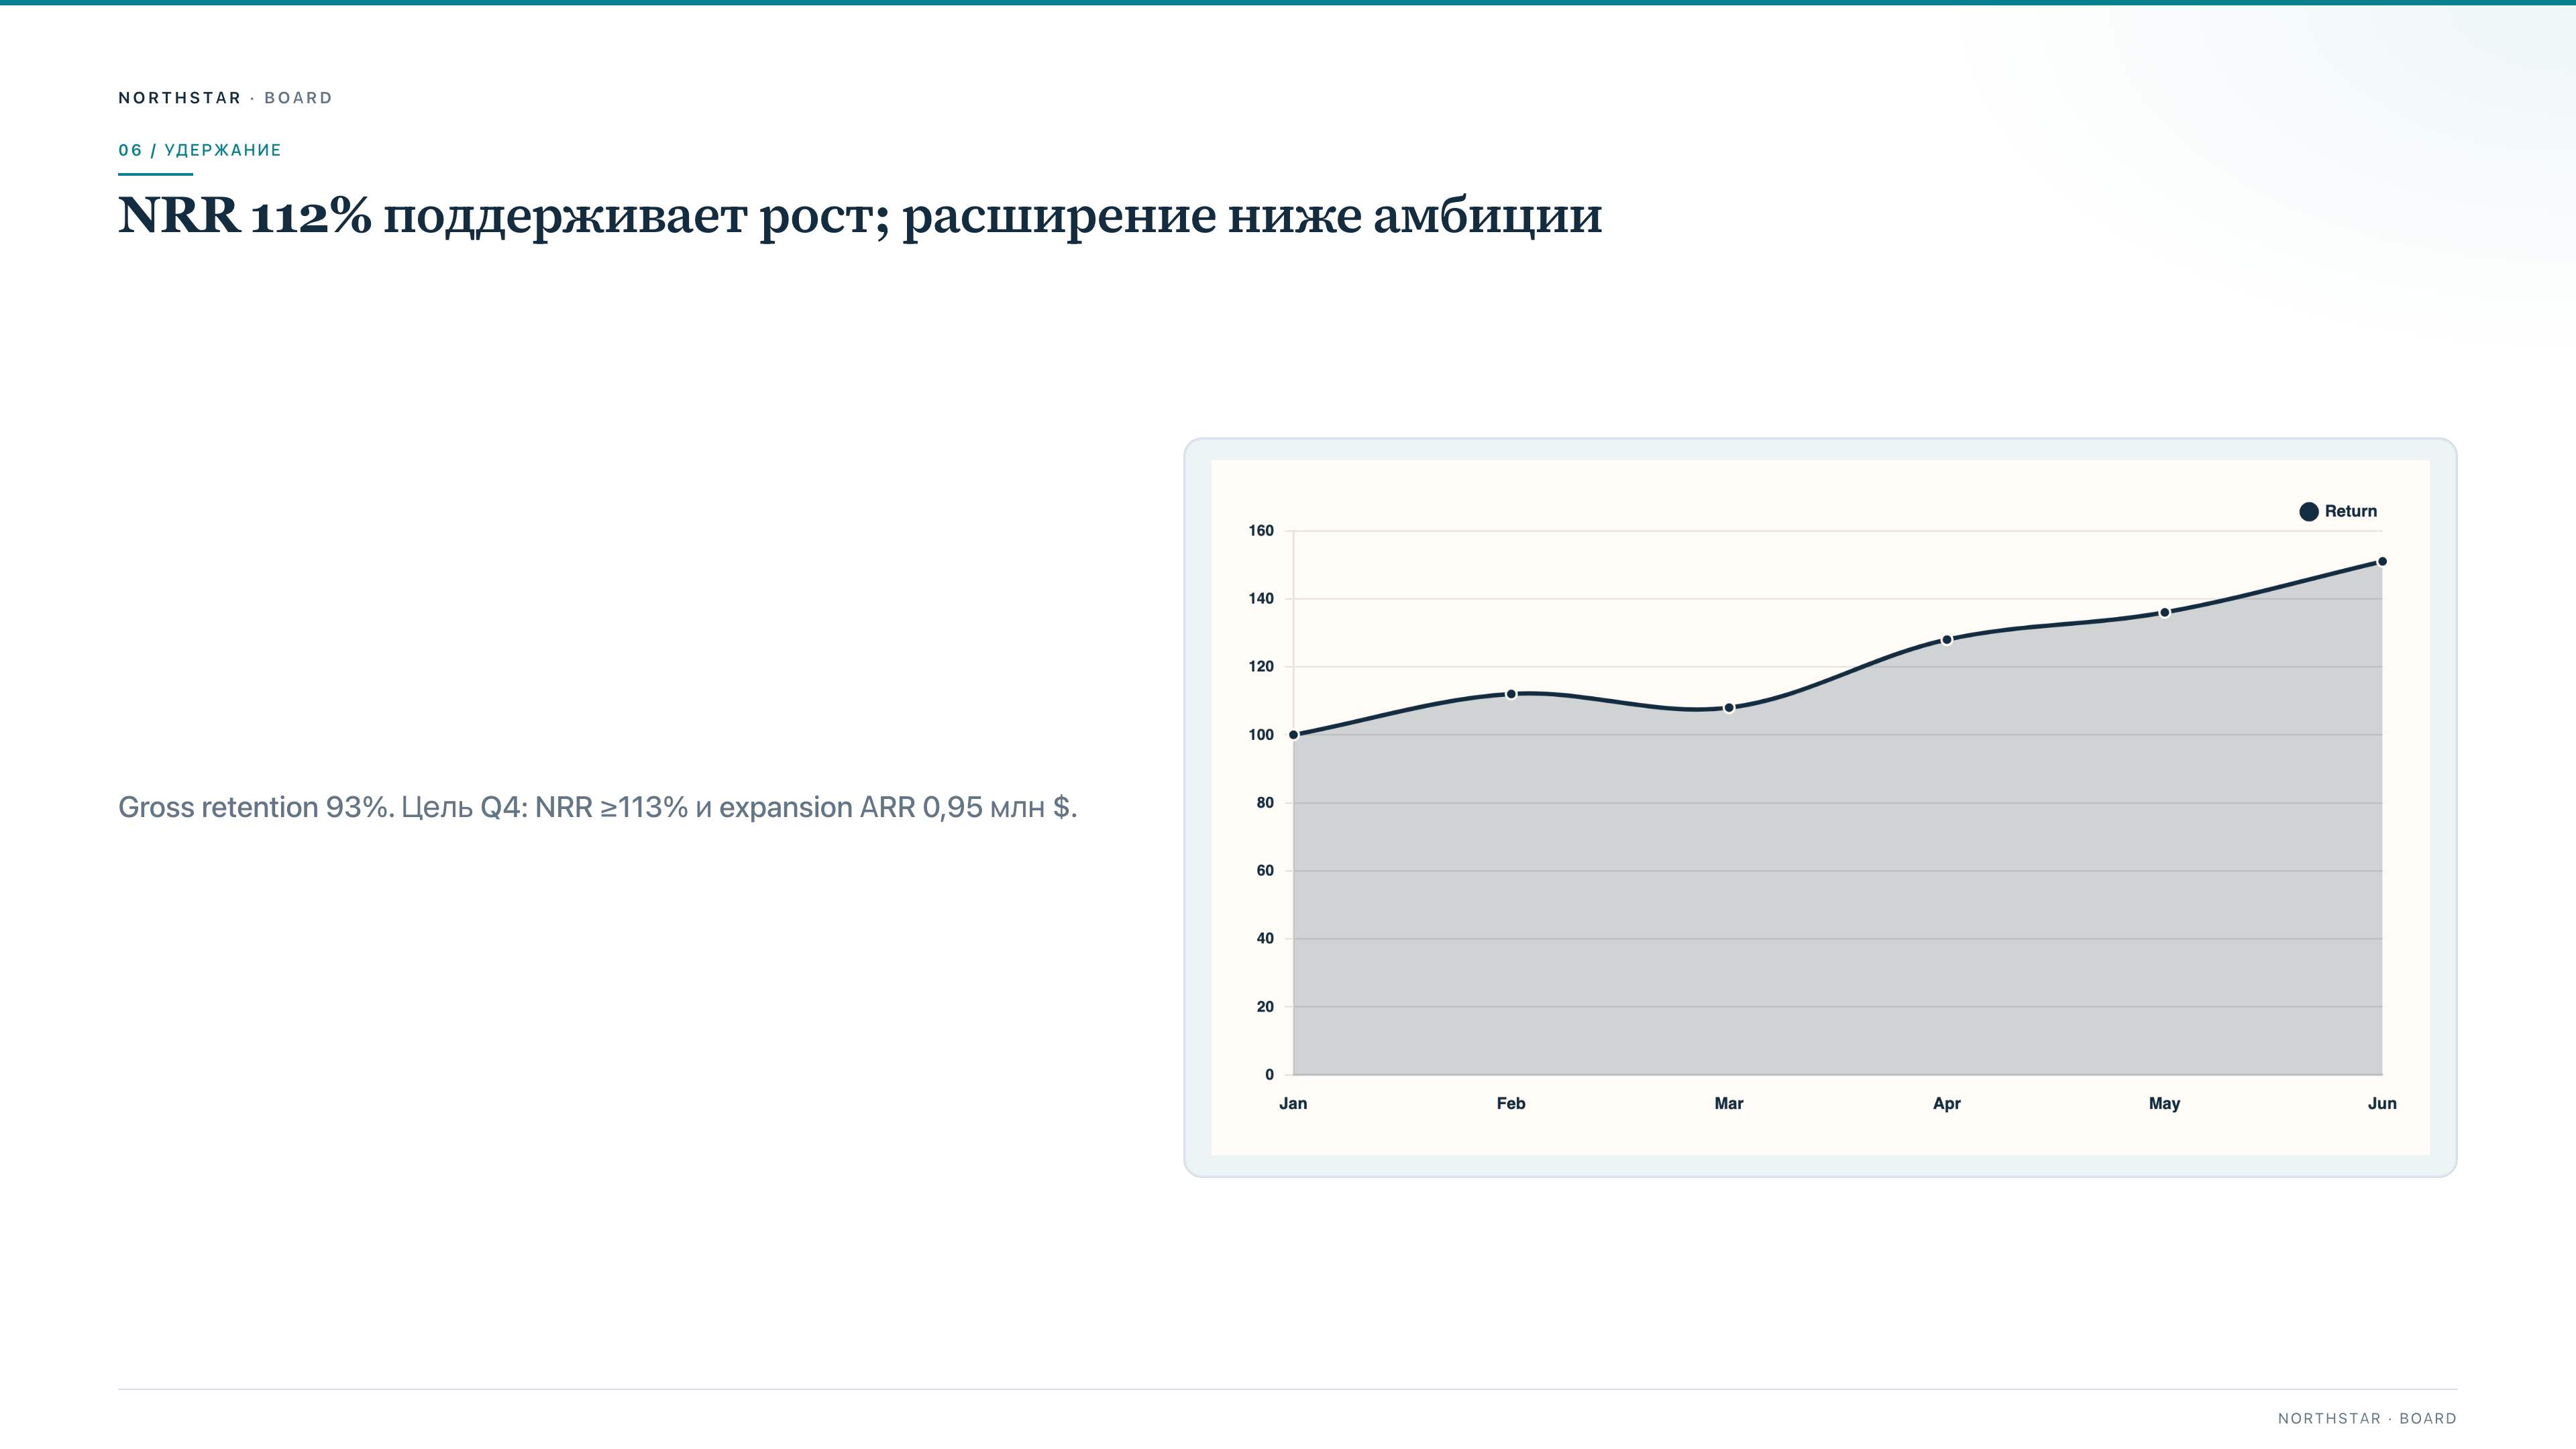 NORTHSTAR · BOARD
06 / УДЕРЖАНИЕ
NRR 112% поддерживает рост; расширение ниже амбиции
Gross retention 93%. Цель Q4: NRR ≥113% и expansion ARR 0,95 млн $.
Return
160
140
120
100
80
60
40
20
0
Jan Feb Mar Apr May Jun
NORTHSTAR · BOARD